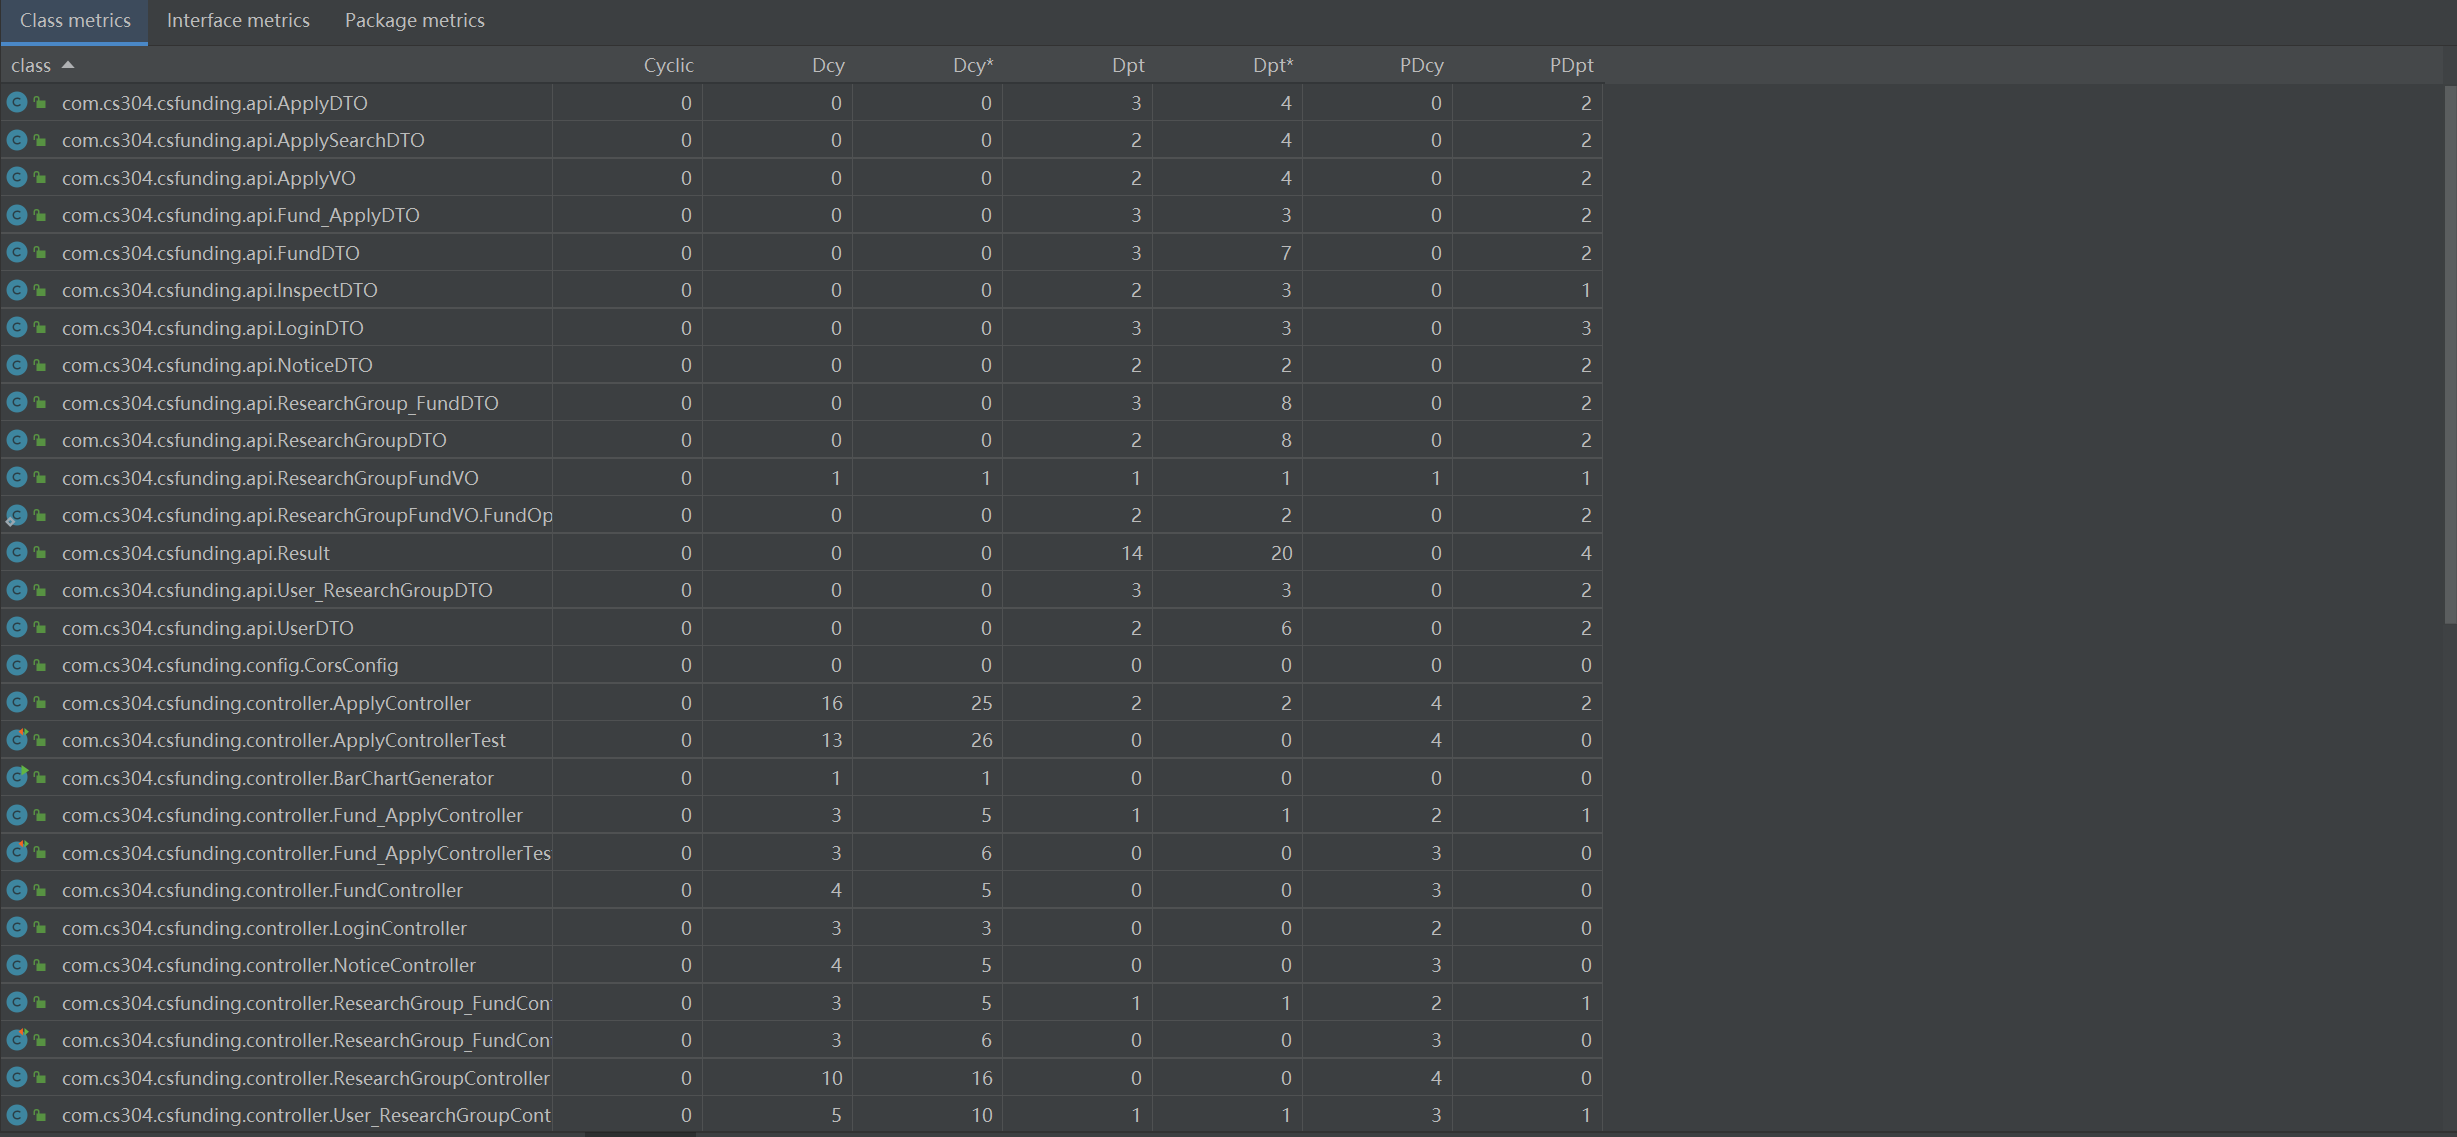 Class metrics Interface metrics Package metrics
class Cyclic Dcy Dcy* Dpt Dpt* PDcy PDpt
com.cs304.csfunding.api.ApplyDTO 0 0 0 3 4 0 2
com.cs304.csfunding.api.ApplySearchDTO 0 0 0 2 4 0 2
com.cs304.csfunding.api.ApplyVO 0 0 0 2 4 0 2
com.cs304.csfunding.api.Fund_ApplyDTO 0 0 0 3 3 0 2
com.cs304.csfunding.api.FundDTO 0 0 0 3 7 0 2
com.cs304.csfunding.api.InspectDTO 0 0 0 2 3 0 1
com.cs304.csfunding.api.LoginDTO 0 0 0 3 3 0 3
com.cs304.csfunding.api.NoticeDTO 0 0 0 2 2 0 2
com.cs304.csfunding.api.ResearchGroup_FundDTO 0 0 0 3 8 0 2
com.cs304.csfunding.api.ResearchGroupDTO 0 0 0 2 8 0 2
com.cs304.csfunding.api.ResearchGroupFundVO 0 1 1 1 1 1 1
com.cs304.csfunding.api.ResearchGroupFundVO.FundOp 0 0 0 2 2 0 2
com.cs304.csfunding.api.Result 0 0 0 14 20 0 4
com.cs304.csfunding.api.User_ResearchGroupDTO 0 0 0 3 3 0 2
com.cs304.csfunding.api.UserDTO 0 0 0 2 6 0 2
com.cs304.csfunding.config.CorsConfig 0 0 0 0 0 0 0
com.cs304.csfunding.controller.ApplyController 0 16 25 2 2 4 2
com.cs304.csfunding.controller.ApplyControllerTest 0 13 26 0 0 4 0
com.cs304.csfunding.controller.BarChartGenerator 0 1 1 0 0 0 0
com.cs304.csfunding.controller.Fund_ApplyController 0 3 5 1 1 2 1
com.cs304.csfunding.controller.Fund_ApplyControllerTes 0 3 6 0 0 3 0
com.cs304.csfunding.controller.FundController 0 4 5 0 0 3 0
com.cs304.csfunding.controller.LoginController 0 3 3 0 0 2 0
com.cs304.csfunding.controller.NoticeController 0 4 5 0 0 3 0
com.cs304.csfunding.controller.ResearchGroup_FundCon 0 3 5 1 1 2 1
com.cs304.csfunding.controller.ResearchGroup_FundCon 0 3 6 0 0 3 0
com.cs304.csfunding.controller.ResearchGroupController 0 10 16 0 0 4 0
com.cs304.csfunding.controller.User_ResearchGroupCont 0 5 10 1 1 3 1